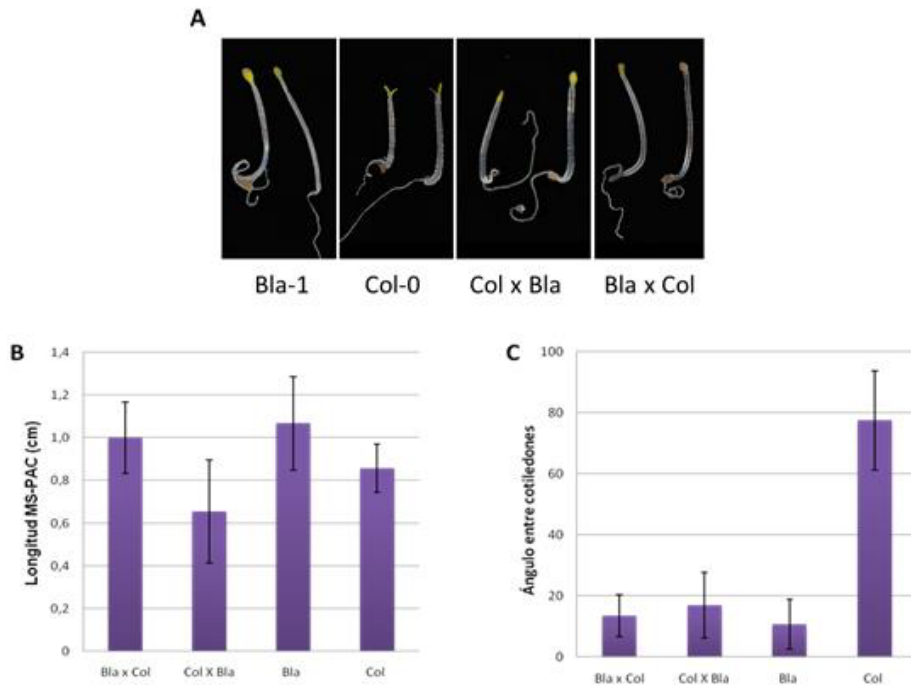 A
Bla-1 Col-0 Col x Bla Bla x Col
B
Longitud MS-PAC (cm)
1,4
1,2
1,0
0,8
0,6
0,4
0,2
0
Bla x Col Col X Bla Bla Col
C
Ángulo entre cotiledones
100
80
60
40
20
0
Bla x Col Col X Bla Bla Col